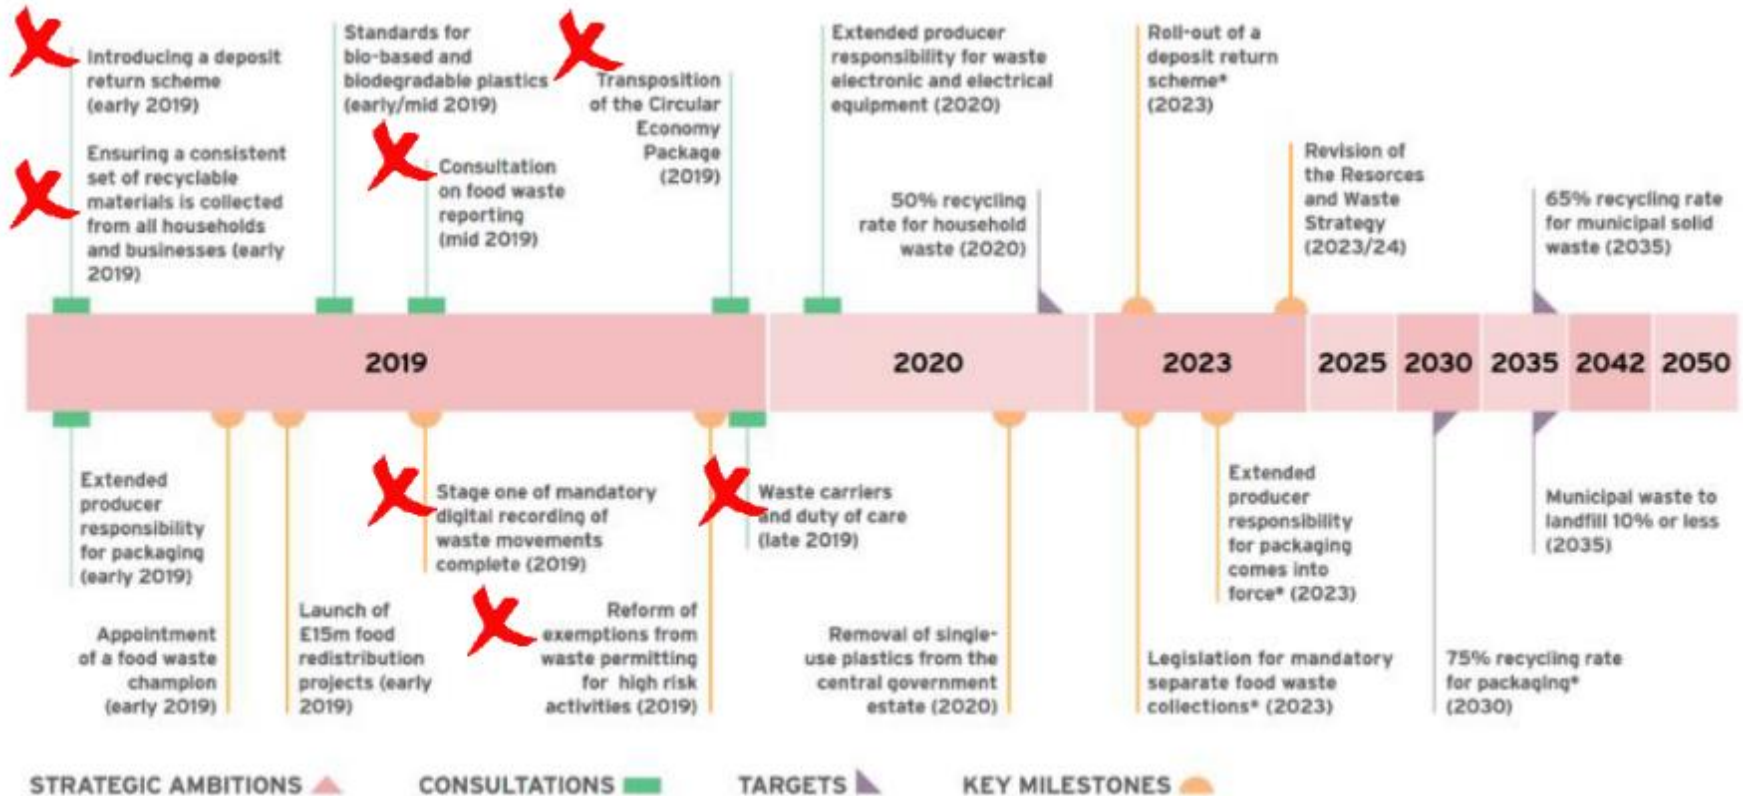 Introducing a deposit
return scheme
(early 2019)
Ensuring a consistent
set of recyclable
materials is collected
from all households
and businesses (early
2019)
Standards for
bio-based and
biodegradable plastics
(early/mid 2019)
Consultation
on food waste
reporting
(mid 2019)
Transposition
of the Circular
Economy
Package
(2019)
Extended producer
responsibility for waste
electronic and electrical
equipment (2020)
50% recycling
rate for household
waste (2020)
Roll-out of a
deposit return
scheme*
(2023)
Revision of
the Resorces
and Waste
Strategy
(2023/24)
65% recycling rate
for municipal solid
waste (2035)
2019
2020
2023
2025
2030
2035
2042
2050
Extended
producer
responsibility
for packaging
(early 2019)
Appointment
of a food waste
champion
(early 2019)
Launch of
£15m food
redistribution
projects (early
2019)
Stage one of mandatory
digital recording of
waste movements
complete (2019)
Reform of
exemptions from
waste permitting
for high risk
activities (2019)
Waste carriers
and duty of care
(late 2019)
Removal of single-
use plastics from the
central government
estate (2020)
Extended
producer
responsibility
for packaging
comes into
force* (2023)
Legislation for mandatory
separate food waste
collections* (2023)
75% recycling rate
for packaging*
(2030)
Municipal waste to
landfill 10% or less
(2035)
STRATEGIC AMBITIONS
CONSULTATIONS
TARGETS
KEY MILESTONES